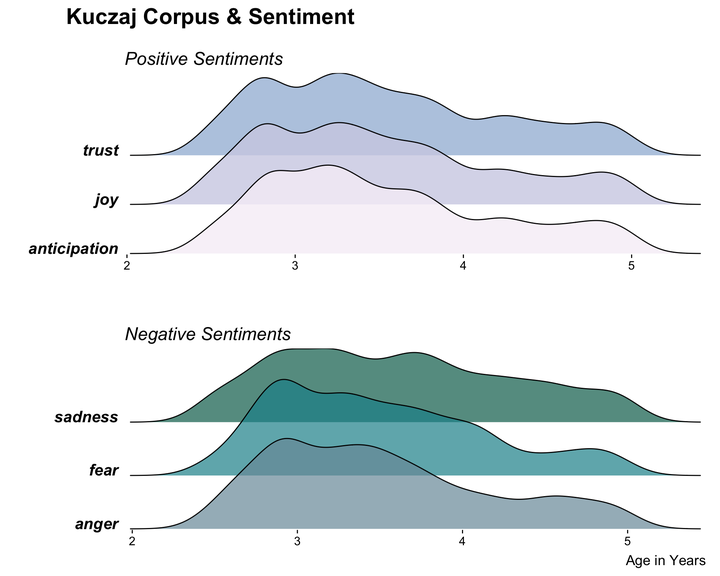 Kuczaj Corpus & Sentiment
Positive Sentiments
trust
joy
anticipation
2 3 4 5
Negative Sentiments
sadness
fear
anger
2 3 4 5
Age in Years